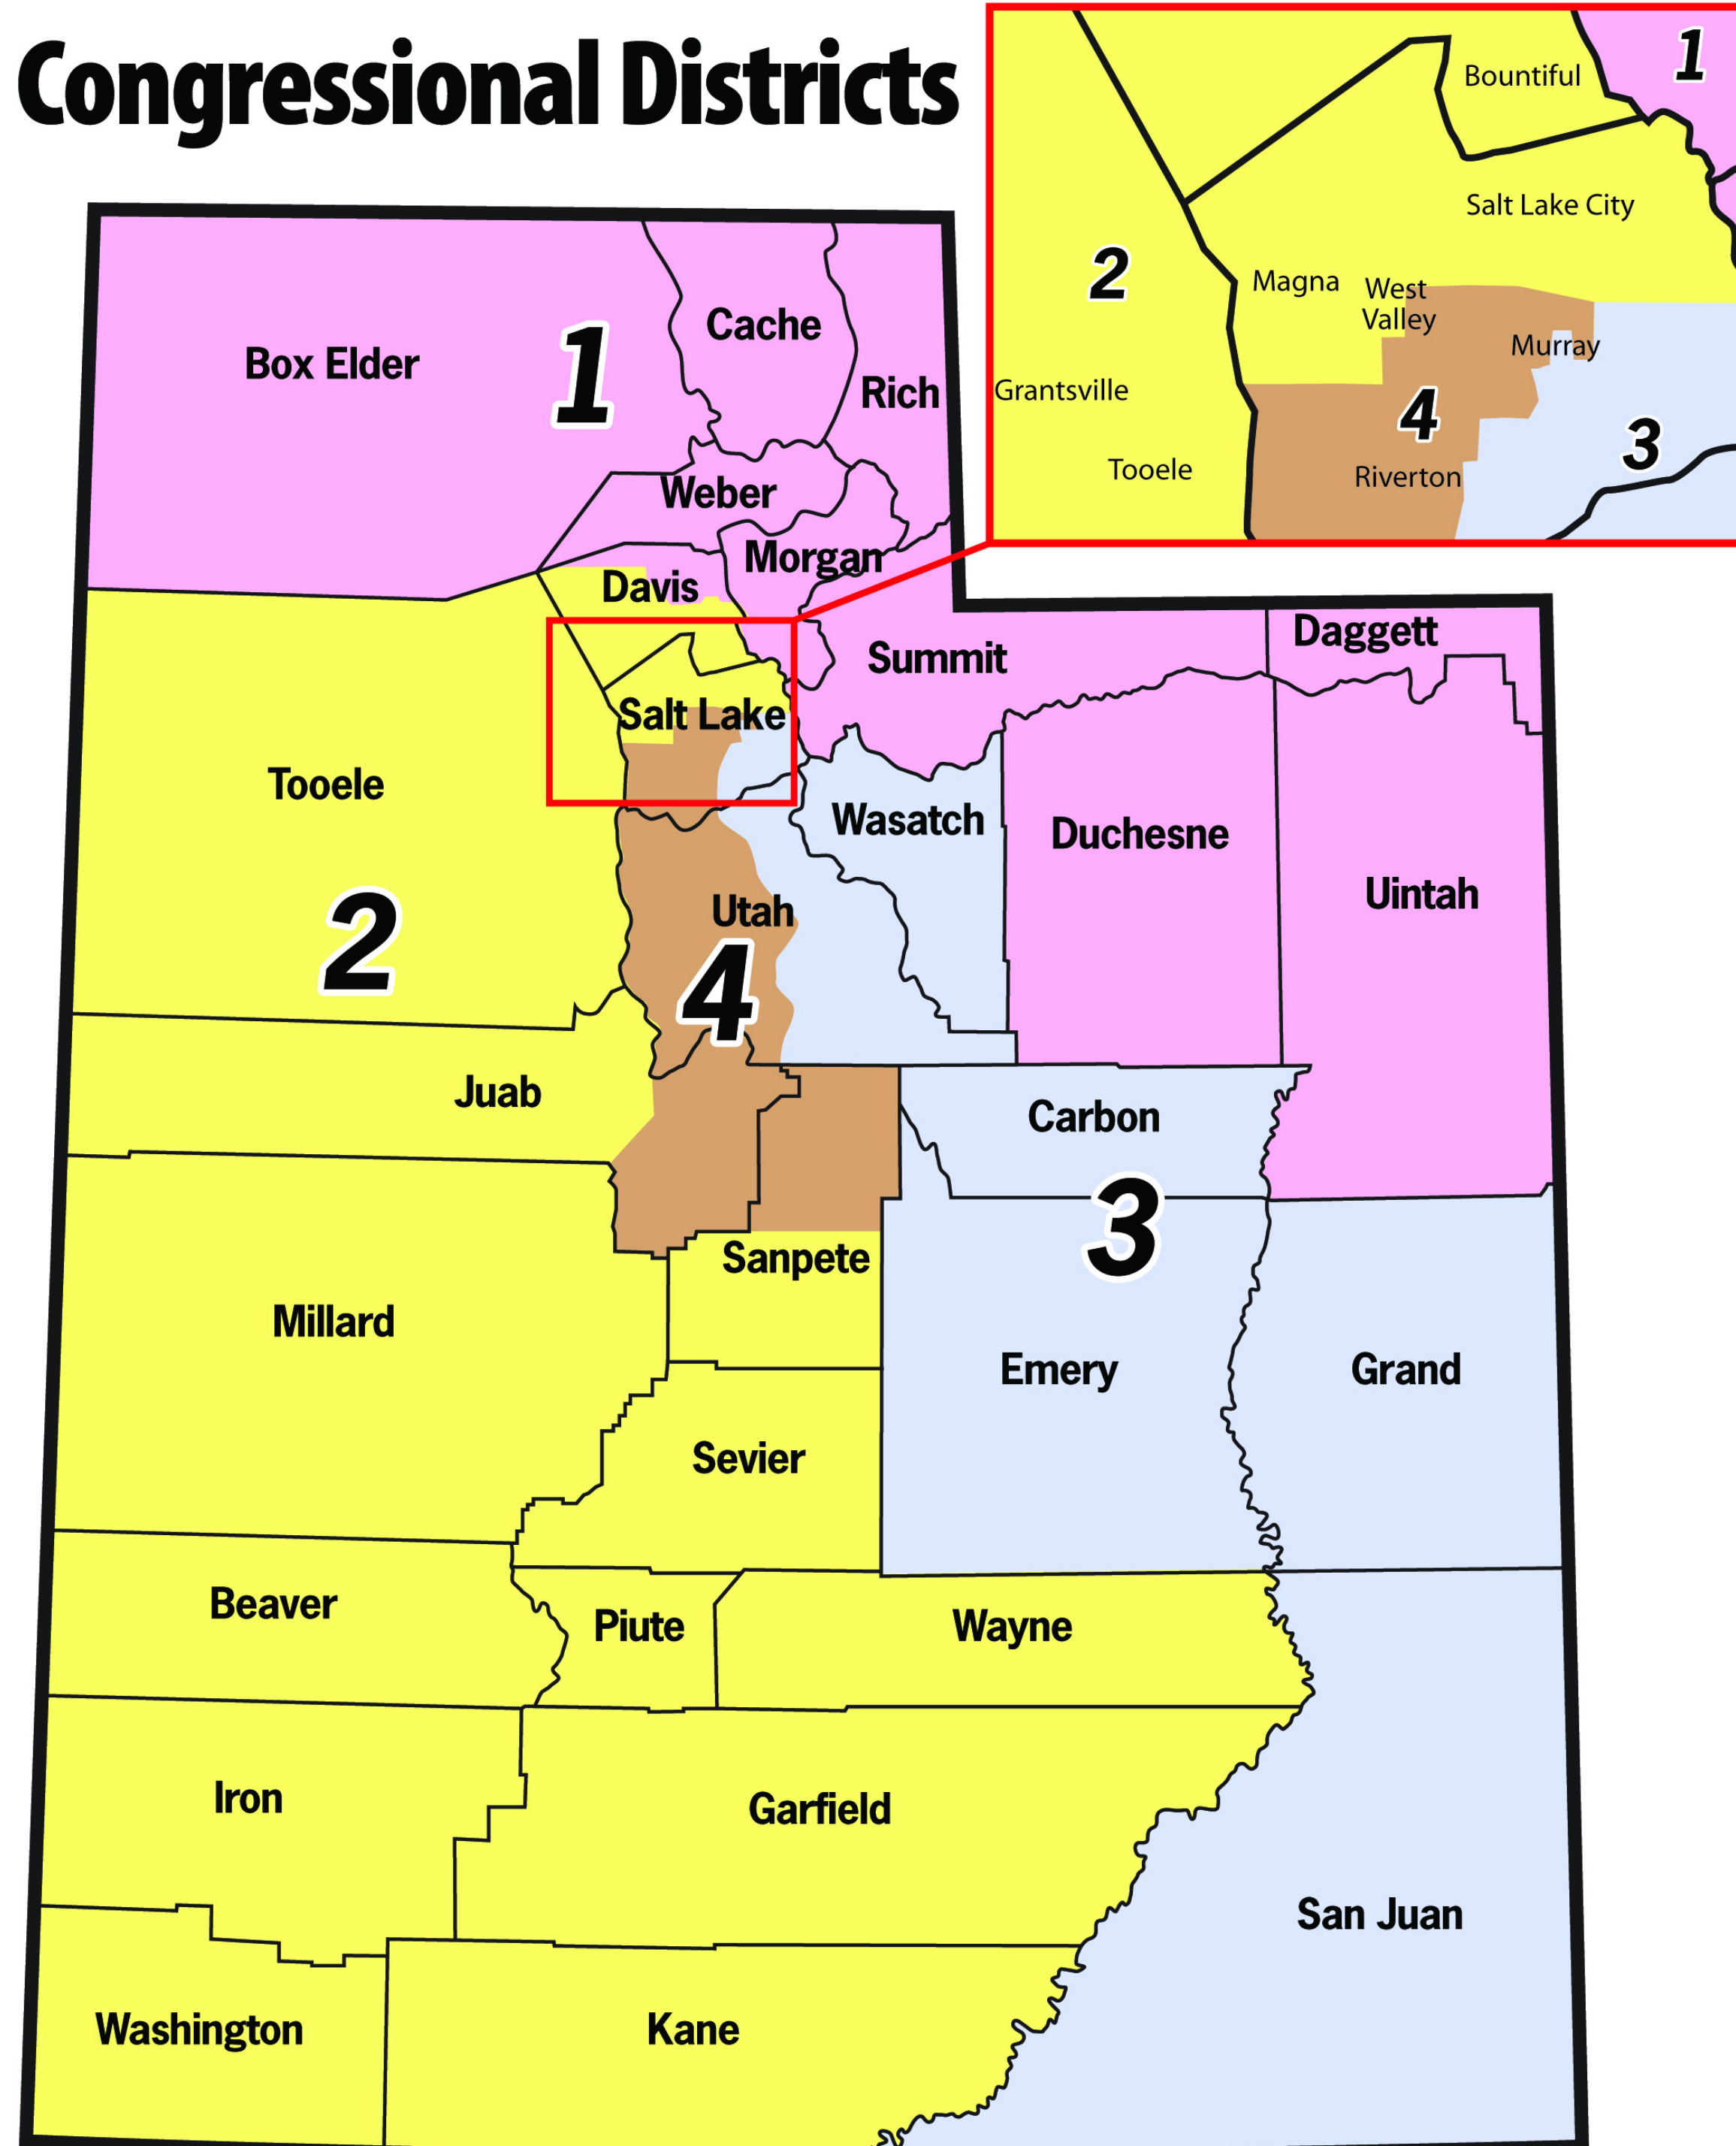 Congressional Districts
1
Bountiful
Salt Lake City
2
Magna
West
Valley
Murray
Grantsville
4
3
Tooele
Riverton
Box Elder
1
Cache
Rich
Weber
Morgan
Davis
Summit
Daggett
Salt Lake
Tooele
Wasatch
Duchesne
Uintah
2
Utah
4
Juab
Carbon
3
Sanpete
Millard
Emery
Grand
Sevier
Beaver
Piute
Wayne
Iron
Garfield
San Juan
Washington
Kane